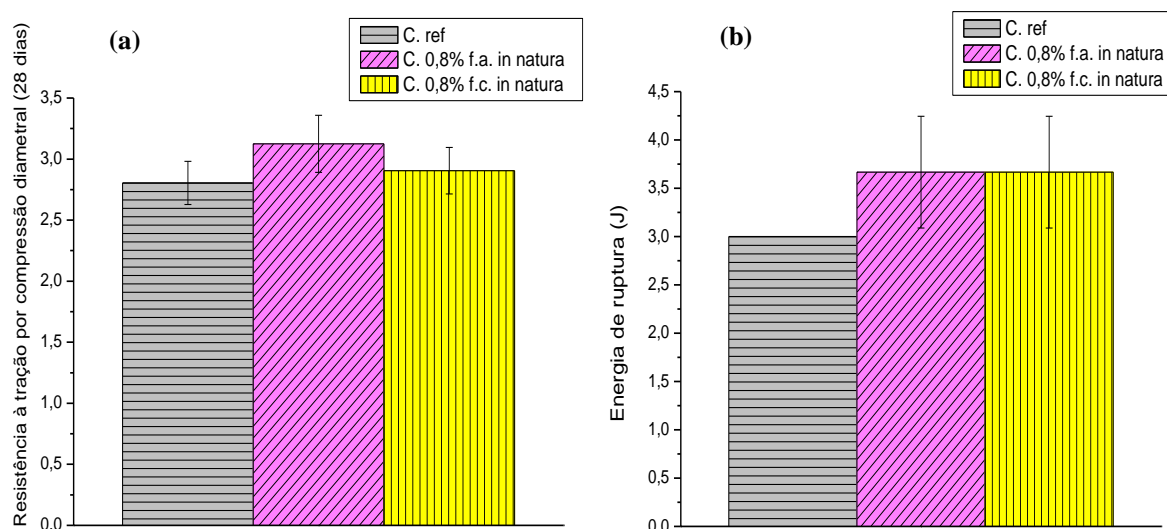 (a)
C. ref
C. 0,8% f.a. in natura
C. 0,8% f.c. in natura
Resistência à tração por compressão diametral (28 dias)
3,5
3,0
2,5
2,0
1,5
1,0
0,5
0,0
(b)
C. ref
C. 0,8% f.a. in natura
C. 0,8% f.c. in natura
Energia de ruptura (J)
4,5
4,0
3,5
3,0
2,5
2,0
1,5
1,0
0,5
0,0